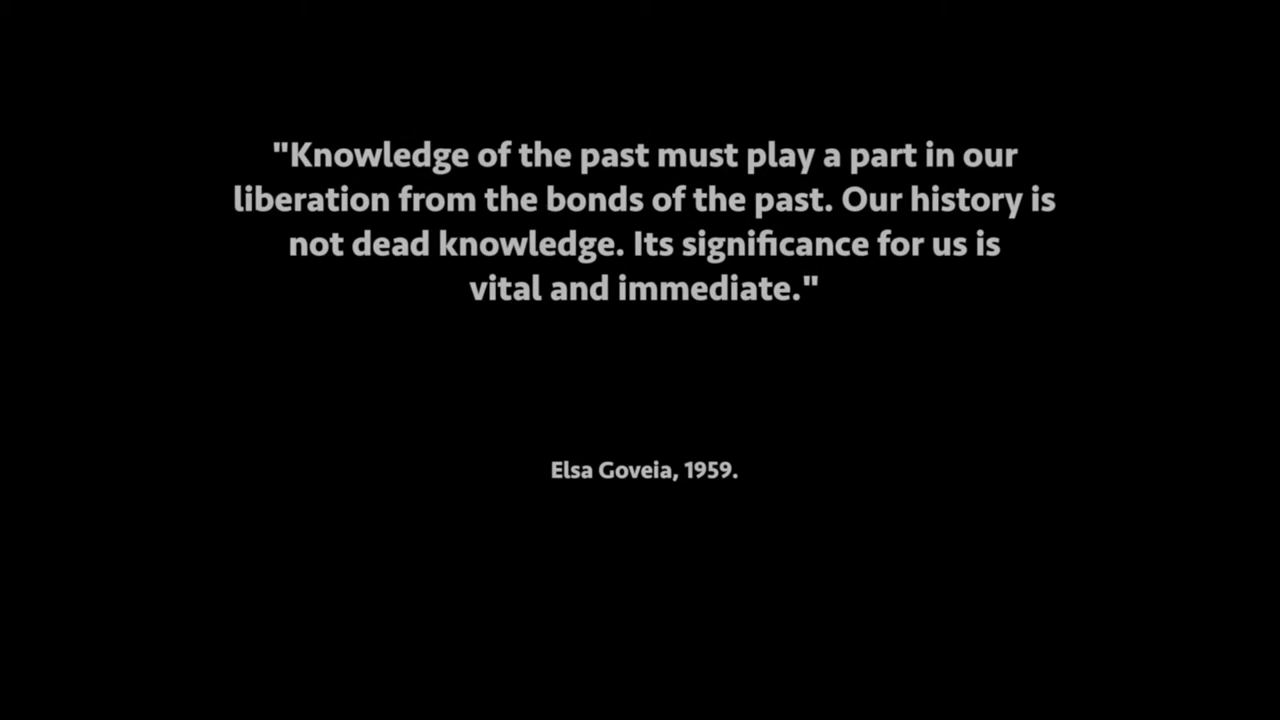 "Knowledge of the past must play a part in our
liberation from the bonds of the past. Our history is
not dead knowledge. Its significance for us is
vital and immediate."
Elsa Goveia, 1959.